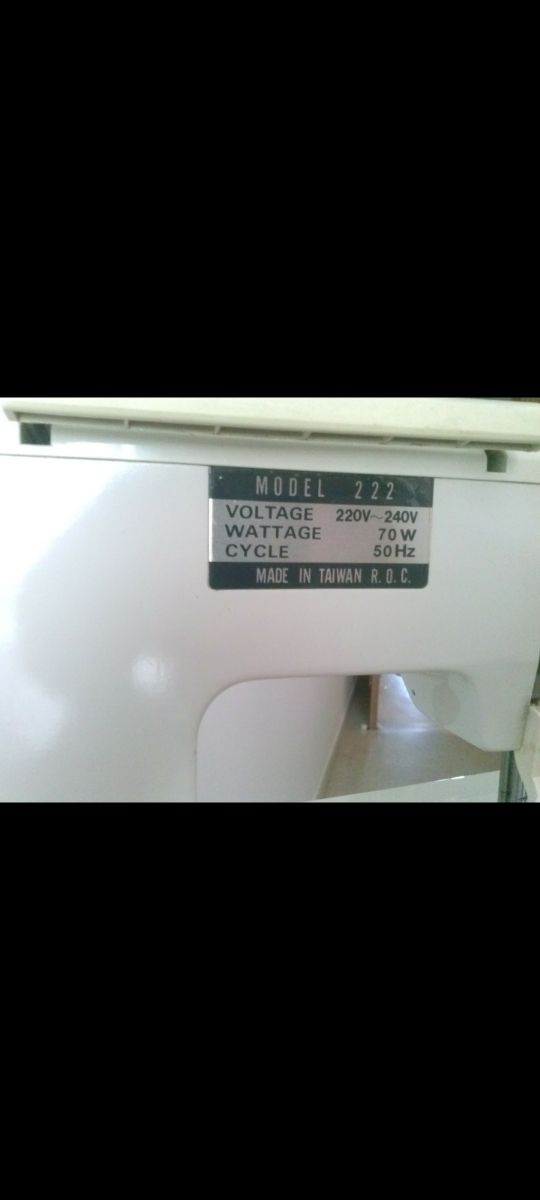 MODEL 222
VOLTAGE 220V~240V
WATTAGE 70W
CYCLE 50Hz
MADE IN TAIWAN R.O.C.